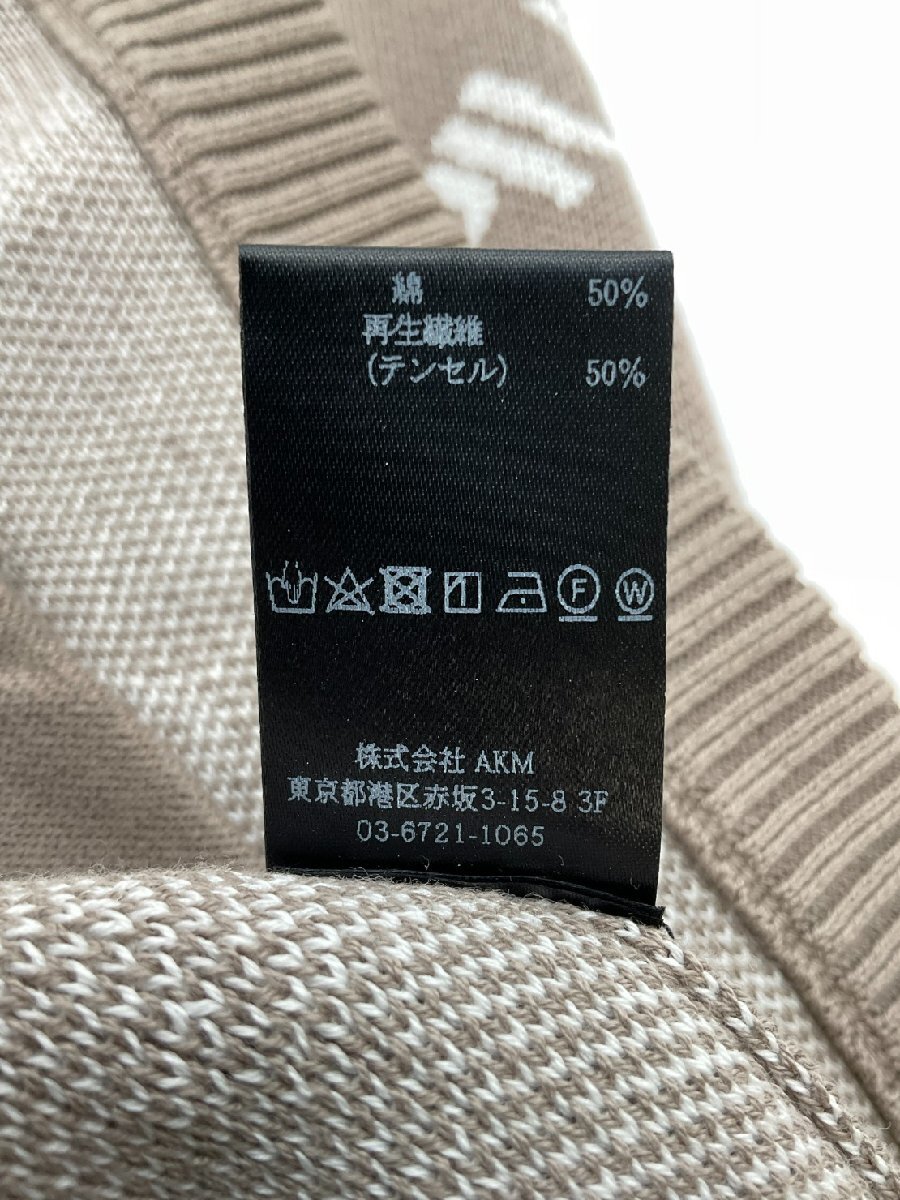 綿 50%
再生繊維
(テンセル) 50%
F W
株式会社 AKM
東京都港区赤坂3-15-8 3F
03-6721-1065